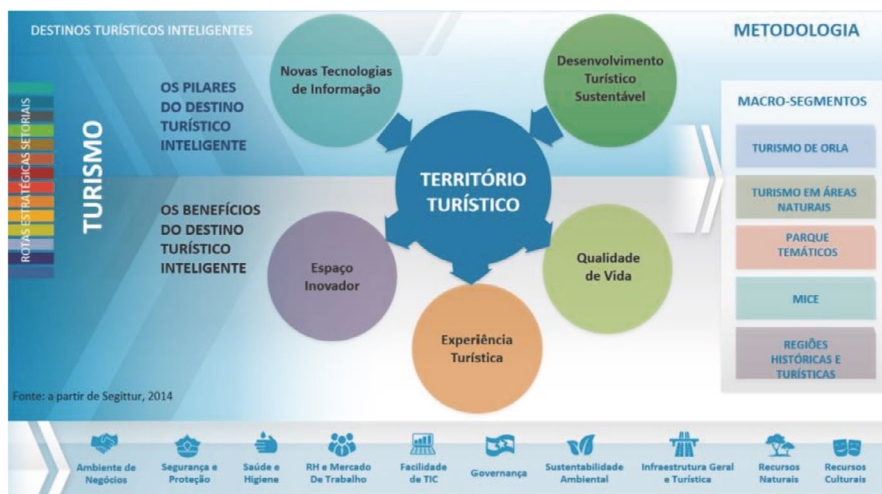 DESTINOS TURÍSTICOS INTELIGENTES
METODOLOGIA
ROTAS ESTRATÉGICAS SETORIAIS
TURISMO
OS PILARES
DO DESTINO
TURÍSTICO
INTELIGENTE
Novas Tecnologias
de Informação
Desenvolvimento
Turístico
Sustentável
TERRITÓRIO
TURÍSTICO
OS BENEFÍCIOS
DO DESTINO
TURÍSTICO
INTELIGENTE
Espaço
Inovador
Experiência
Turística
Qualidade
de Vida
MACRO-SEGMENTOS
TURISMO DE ORLA
TURISMO EM ÁREAS
NATURAIS
PARQUE
TEMÁTICOS
MICE
REGIÕES
HISTÓRICAS E
TURÍSTICAS
Fonte: a partir de Segittur, 2014
Ambiente de
Negócios
Segurança e
Proteção
Saúde e
Higiene
RH e Mercado
De Trabalho
Facilidade
de TIC
Governança
Sustentabilidade
Ambiental
Infraestrutura Geral
e Turística
Recursos
Naturais
Recursos
Culturais